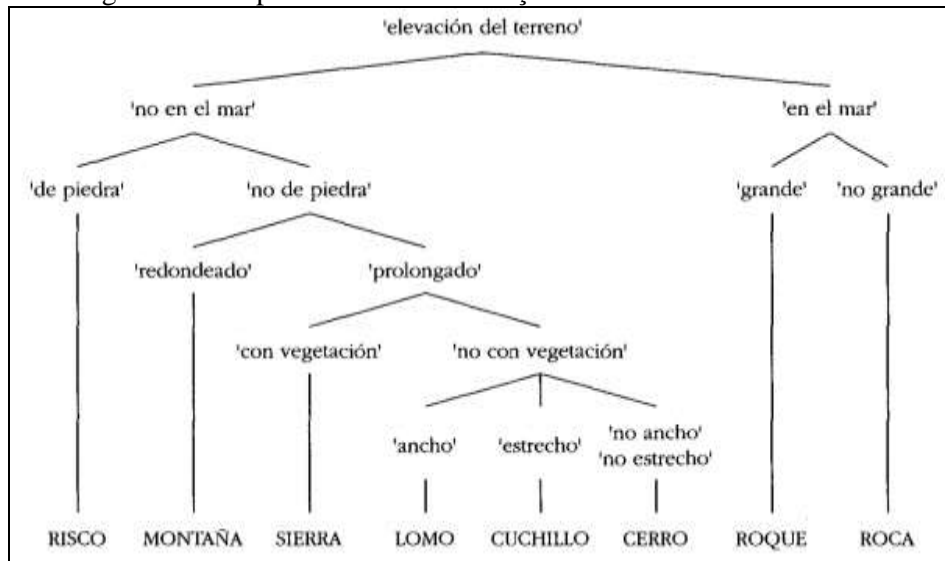 'elevación del terreno'
'no en el mar' 'en el mar'
'de piedra' 'no de piedra' 'grande' 'no grande'
'redondeado' 'prolongado'
'con vegetación' 'no con vegetación'
'ancho' 'estrecho' 'no ancho'
'no estrecho'
RISCO MONTAÑA SIERRA LOMO CUCHILLO CERRO ROQUE ROCA